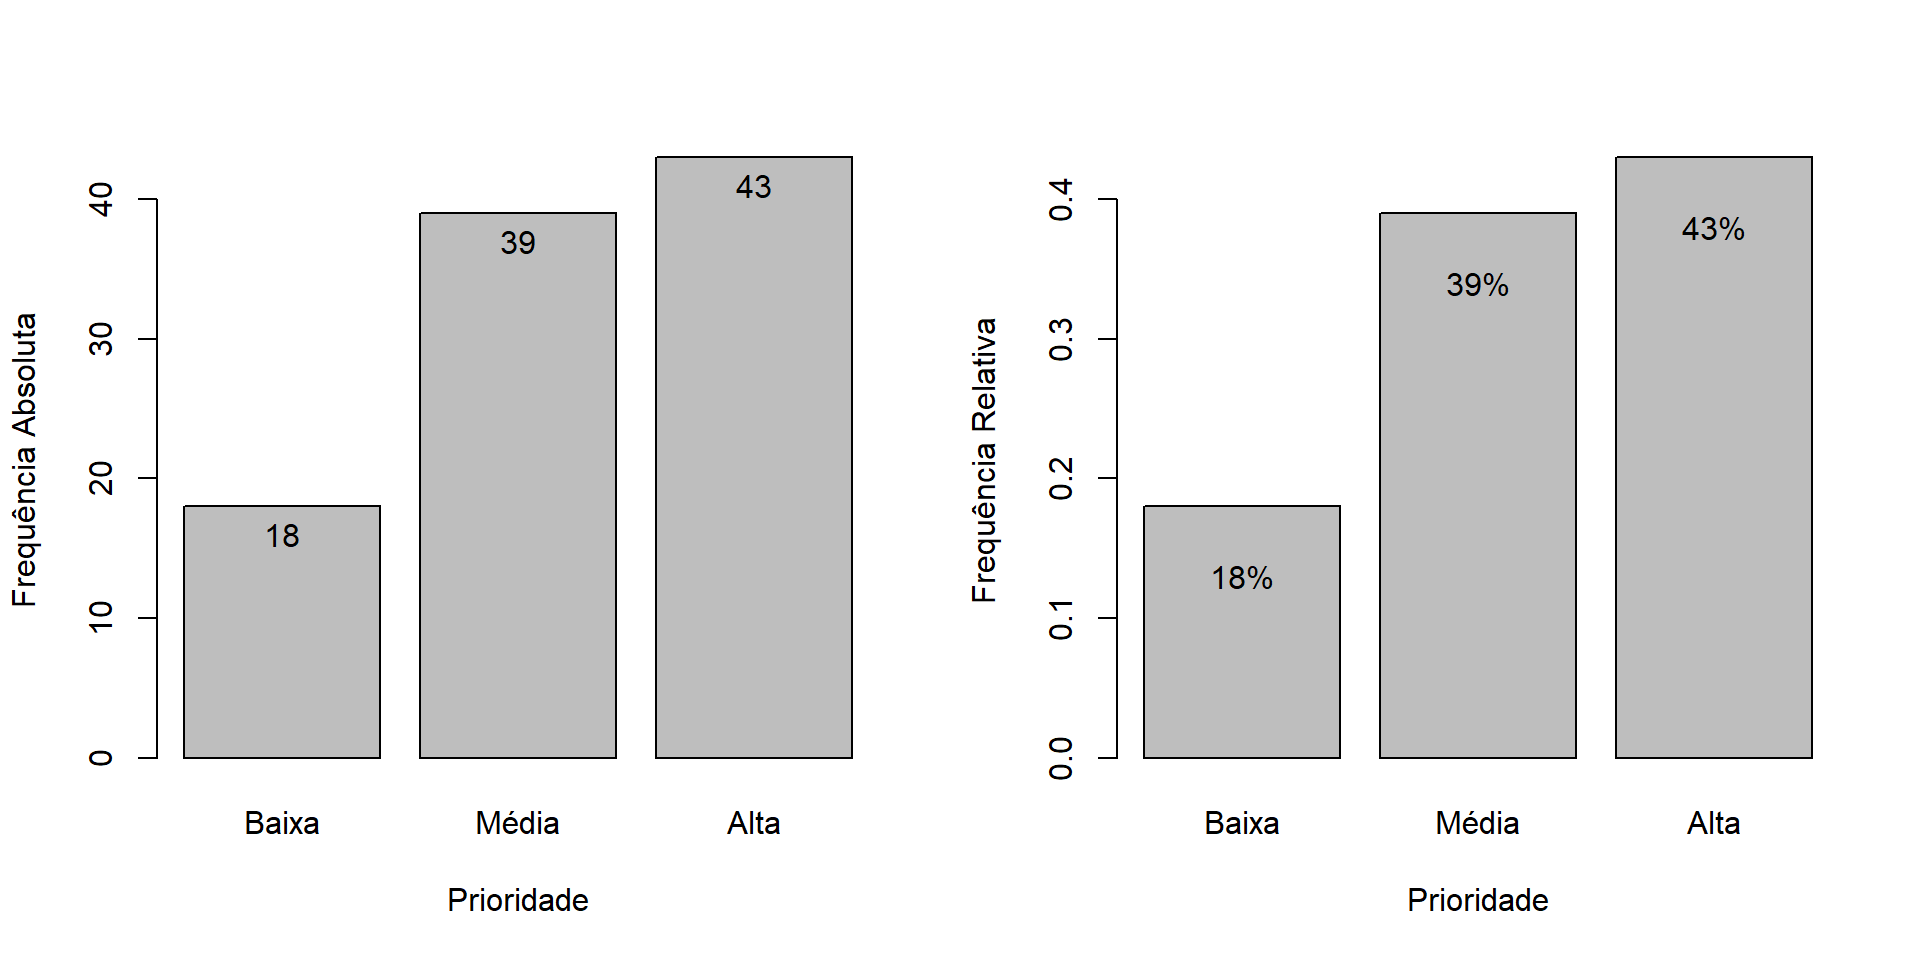 Frequência Absoluta
40
30
20
10
0
18
39
43
Baixa
Média
Alta
Prioridade
Frequência Relativa
0.4
0.3
0.2
0.1
0.0
18%
39%
43%
Baixa
Média
Alta
Prioridade